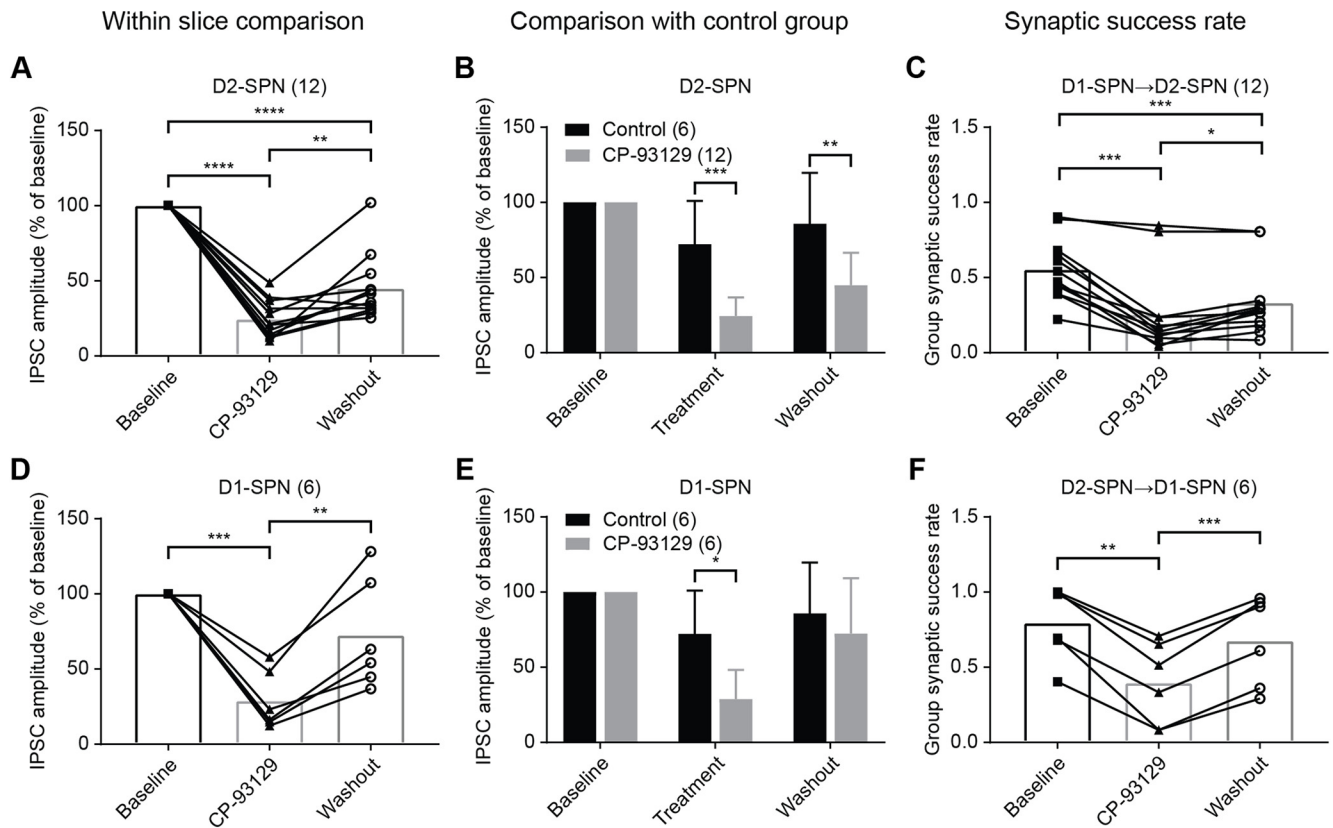 Within slice comparison
Comparison with control group
Synaptic success rate
A
D2-SPN (12)
IPSC amplitude (% of baseline)
150
100
50
0
****
**
****
Baseline
CP-93129
Washout
B
D2-SPN
IPSC amplitude (% of baseline)
150
100
50
0
Control (6)
CP-93129 (12)
***
**
Baseline
Treatment
Washout
C
D1-SPN→D2-SPN (12)
Group synaptic success rate
1.5
1.0
0.5
0.0
***
*
***
Baseline
CP-93129
Washout
D
D1-SPN (6)
IPSC amplitude (% of baseline)
150
100
50
0
**
***
Baseline
CP-93129
Washout
E
D1-SPN
IPSC amplitude (% of baseline)
150
100
50
0
Control (6)
CP-93129 (6)
*
Baseline
Treatment
Washout
F
D2-SPN→D1-SPN (6)
Group synaptic success rate
1.5
1.0
0.5
0.0
***
**
Baseline
CP-93129
Washout